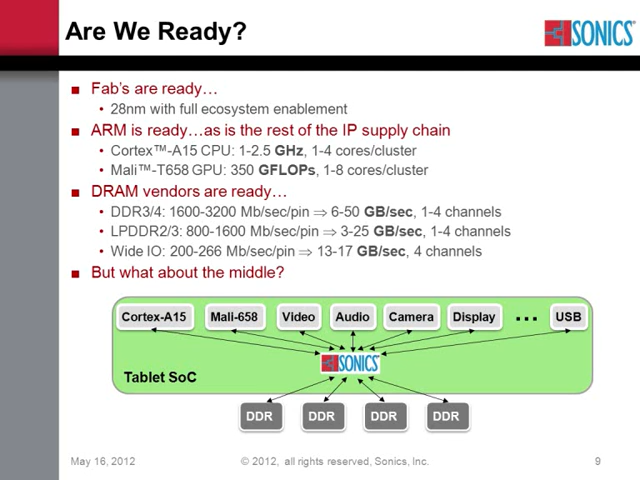 Are We Ready?
SONICS
Fab's are ready…
28nm with full ecosystem enablement
ARM is ready…as is the rest of the IP supply chain
Cortex™-A15 CPU: 1-2.5 GHz, 1-4 cores/cluster
Mali™-T658 GPU: 350 GFLOPs, 1-8 cores/cluster
DRAM vendors are ready…
DDR3/4: 1600-3200 Mb/sec/pin ⇒ 6-50 GB/sec, 1-4 channels
LPDDR2/3: 800-1600 Mb/sec/pin ⇒ 3-25 GB/sec, 1-4 channels
Wide IO: 200-266 Mb/sec/pin ⇒ 13-17 GB/sec, 4 channels
But what about the middle?
Cortex-A15 Mali-658 Video Audio Camera Display ... USB
SONICS
Tablet SoC
DDR DDR DDR DDR
May 16, 2012 © 2012, all rights reserved, Sonics, Inc. 9